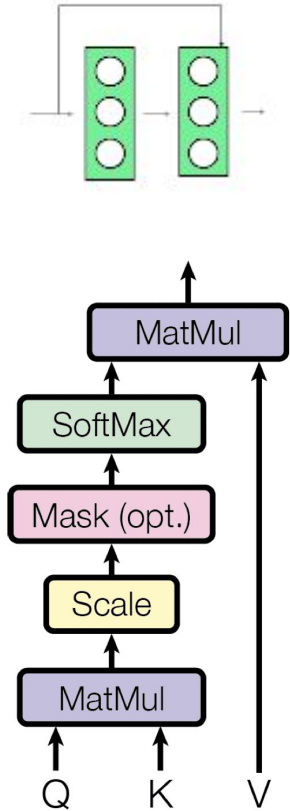 MatMul
SoftMax
Mask (opt.)
Scale
MatMul
Q K V